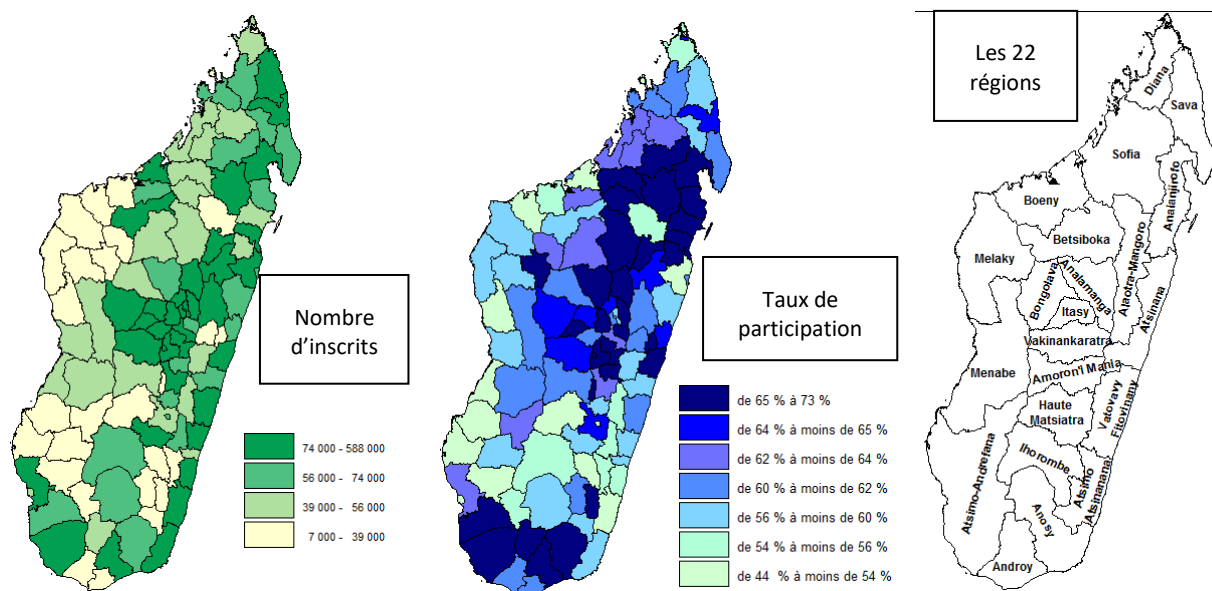 Nombre
d’inscrits
74 000 - 588 000
56 000 - 74 000
39 000 - 56 000
7 000 - 39 000
Taux de
participation
de 65 % à 73 %
de 64 % à moins de 65 %
de 62 % à moins de 64 %
de 60 % à moins de 62 %
de 56 % à moins de 60 %
de 54 % à moins de 56 %
de 44 % à moins de 54 %
Les 22
régions
Diana
Sava
Sofia
Analanjirofo
Boeny
Betsiboka
Melaky
Alaotra-Mangoro
Bongolava
Analamanga
Itasy
Atsinana
Vakinankaratra
Menabe
Amoron'I Mania
Haute
Matsiatra
Vatovavy
Fitovinany
Ihorombe
Atsimo-Andrefana
Atsimo
Atsinanana
Anosy
Androy